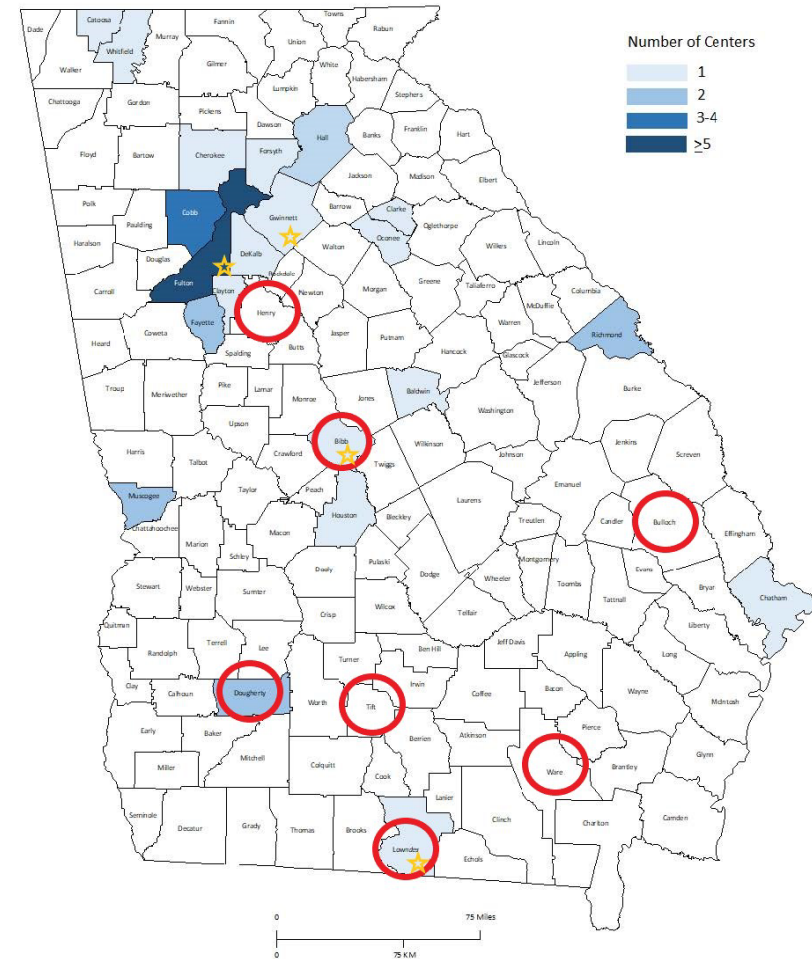 Towns
Dade
Catoosa
Fannin
Rabun
Murray
Union
Whitfield
Walker
Gilmer
White
Habersham
Lumpkin
Stephers
Chattooga
Gordon
Pickens
Dawson
Banks
Franklin
Hart
Hall
Floyd
Bartow
Cherokee
Forsyth
Jackson
Madison
Elbert
Polk
Cobb
Gwinnett
Barrow
Clarke
Paulding
Oglethorpe
Haralson
Oconee
DeKalb
Walton
Wilkes
Lincoln
Douglas
Rockdale
Fulton
Clayton
Newton
Morgan
Greene
Taliaferro
Columbia
Carroll
McDuffie
Henry
Fayette
Warren
Richmond
Coweta
Heard
Spalding
Butts
Jasper
Putnam
Hancock
Glascock
Troup
Meriwether
Pike
Lamar
Monroe
Jones
Baldwin
Jefferson
Burke
Washington
Upson
Bibb
Wilkinson
Jenkins
Screven
Harris
Talbot
Crawford
Twiggs
Johnson
Taylor
Peach
Emanuel
Muscogee
Houston
Laurens
Bleckley
Treutlen
Candler
Bulloch
Effingham
Chattahoochee
Marion
Macon
Schley
Pulaski
Dodge
Montgomery
Evans
Dooly
Wheeler
Toombs
Tattnall
Bryar
Chatham
Stewart
Webster
Sumter
Crisp
Wilcox
Telfair
Liberty
Quitman
Randolph
Terrell
Lee
Turner
Ben Hill
Jeff Davis
Appling
Long
Clay
Calhoun
Dougherty
Worth
Tift
Irwin
Coffee
Bacon
Wayne
McIntosh
Early
Baker
Mitchell
Colquitt
Berrien
Atkinson
Pierce
Brantley
Glynn
Miller
Cook
Ware
Seminole
Decatur
Grady
Thomas
Brooks
Lanier
Lowndes
Clinch
Echols
Charlton
Camden
Number of Centers
1
2
3-4
≥5
0 75 Miles
0 75 KM